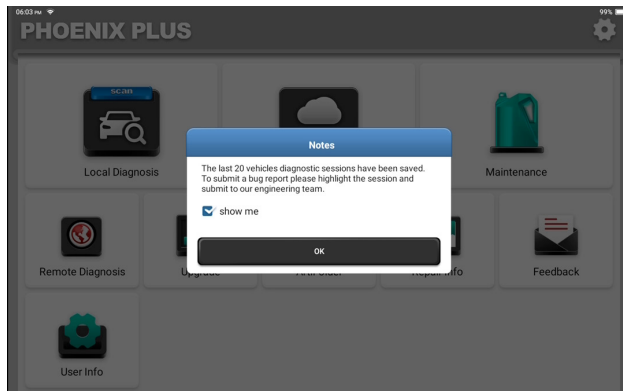 06:03 PM
99%
PHOENIX PLUS
scan
Local Diagnosis
Maintenance
Notes
The last 20 vehicles diagnostic sessions have been saved.
To submit a bug report please highlight the session and
submit to our engineering team.
show me
OK
Remote Diagnosis
Feedback
User Info